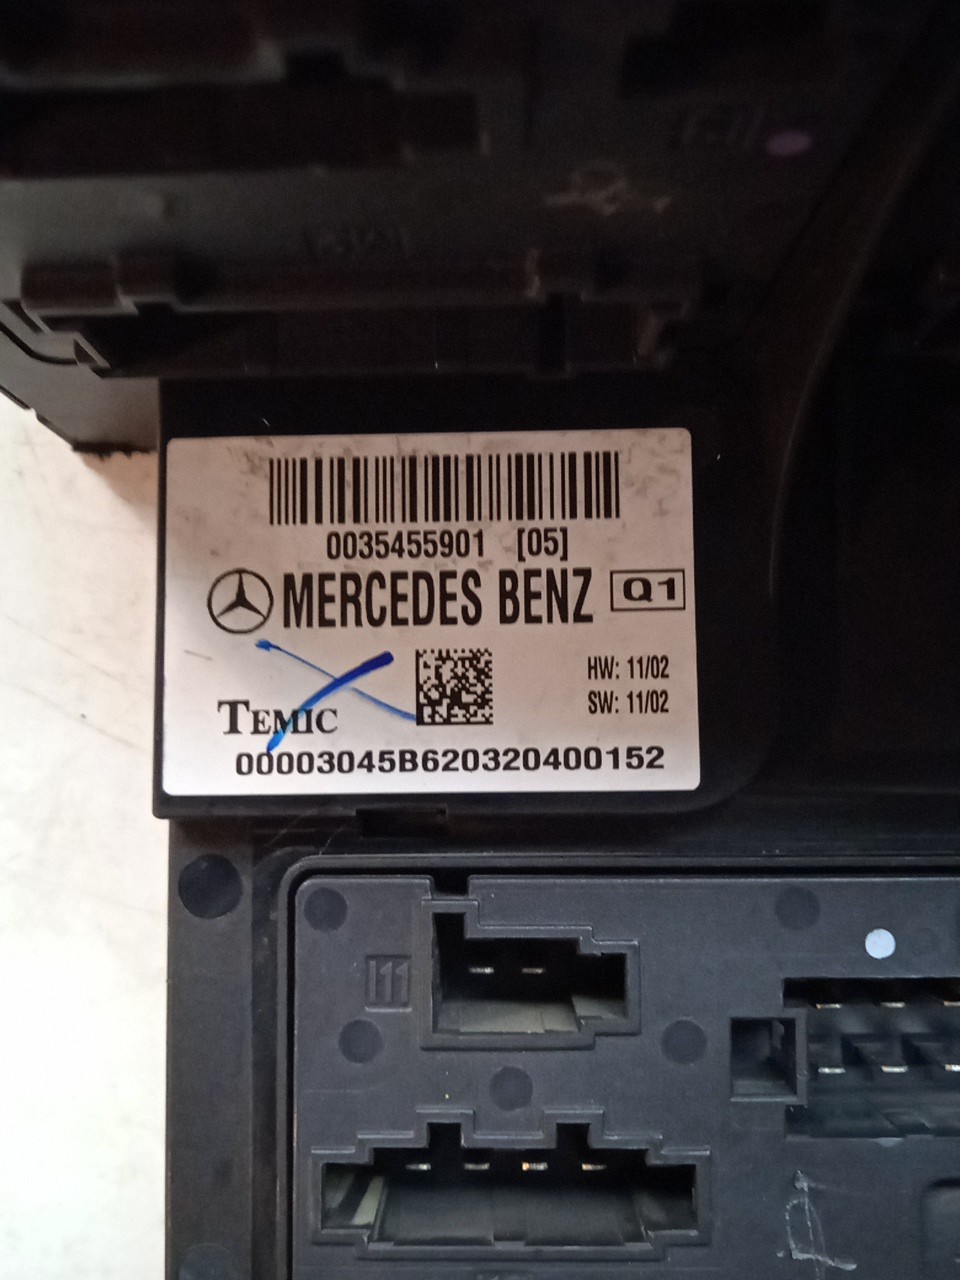 0035455901 [05]
MERCEDES BENZ Q1
HW: 11/02
SW: 11/02
TEMIC
00003045B620320400152